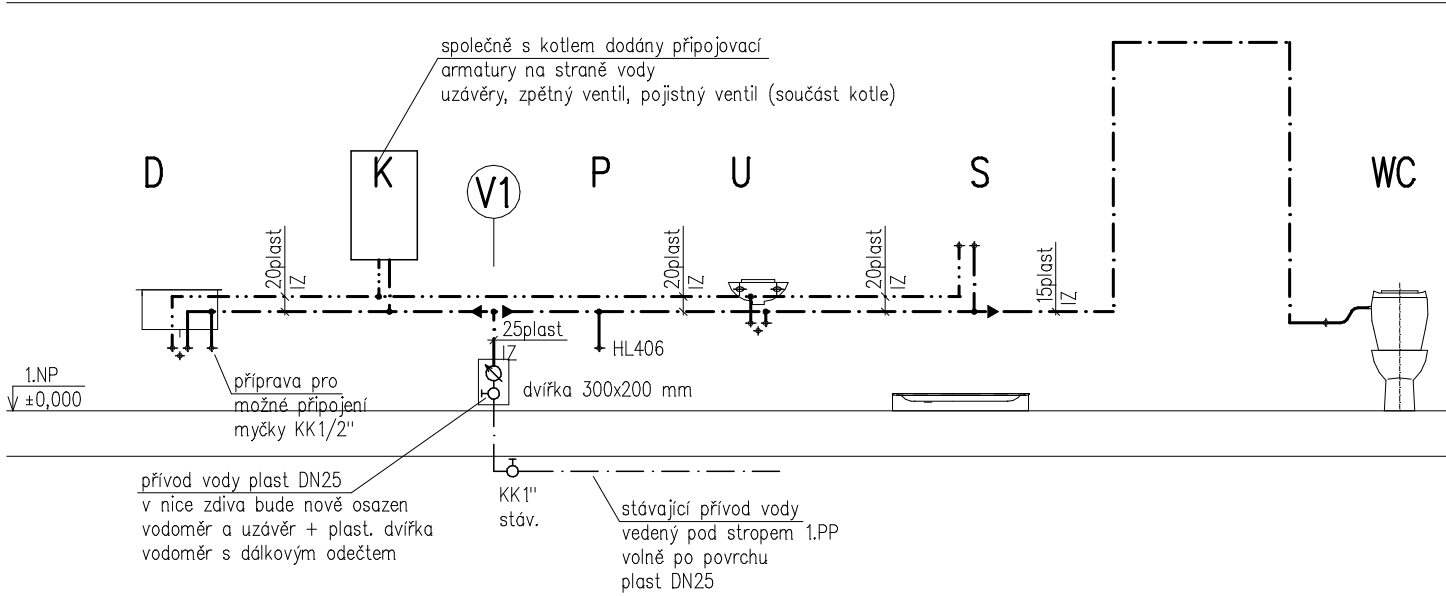 společně s kotlem dodány připojovací
armatury na straně vody
uzávěry, zpětný ventil, pojistný ventil (součást kotle)
D
K
V1
P
U
S
WC
20plast
IZ
20plast
IZ
20plast
IZ
15plast
IZ
25plast
IZ
HL406
1.NP
±0,000
příprava pro
možné připojení
myčky KK1/2"
dvířka 300x200 mm
přívod vody plast DN25
v nice zdiva bude nově osazen
vodoměr a uzávěr + plast. dvířka
vodoměr s dálkovým odečtem
KK1"
stáv.
stávající přívod vody
vedený pod stropem 1.PP
volně po povrchu
plast DN25